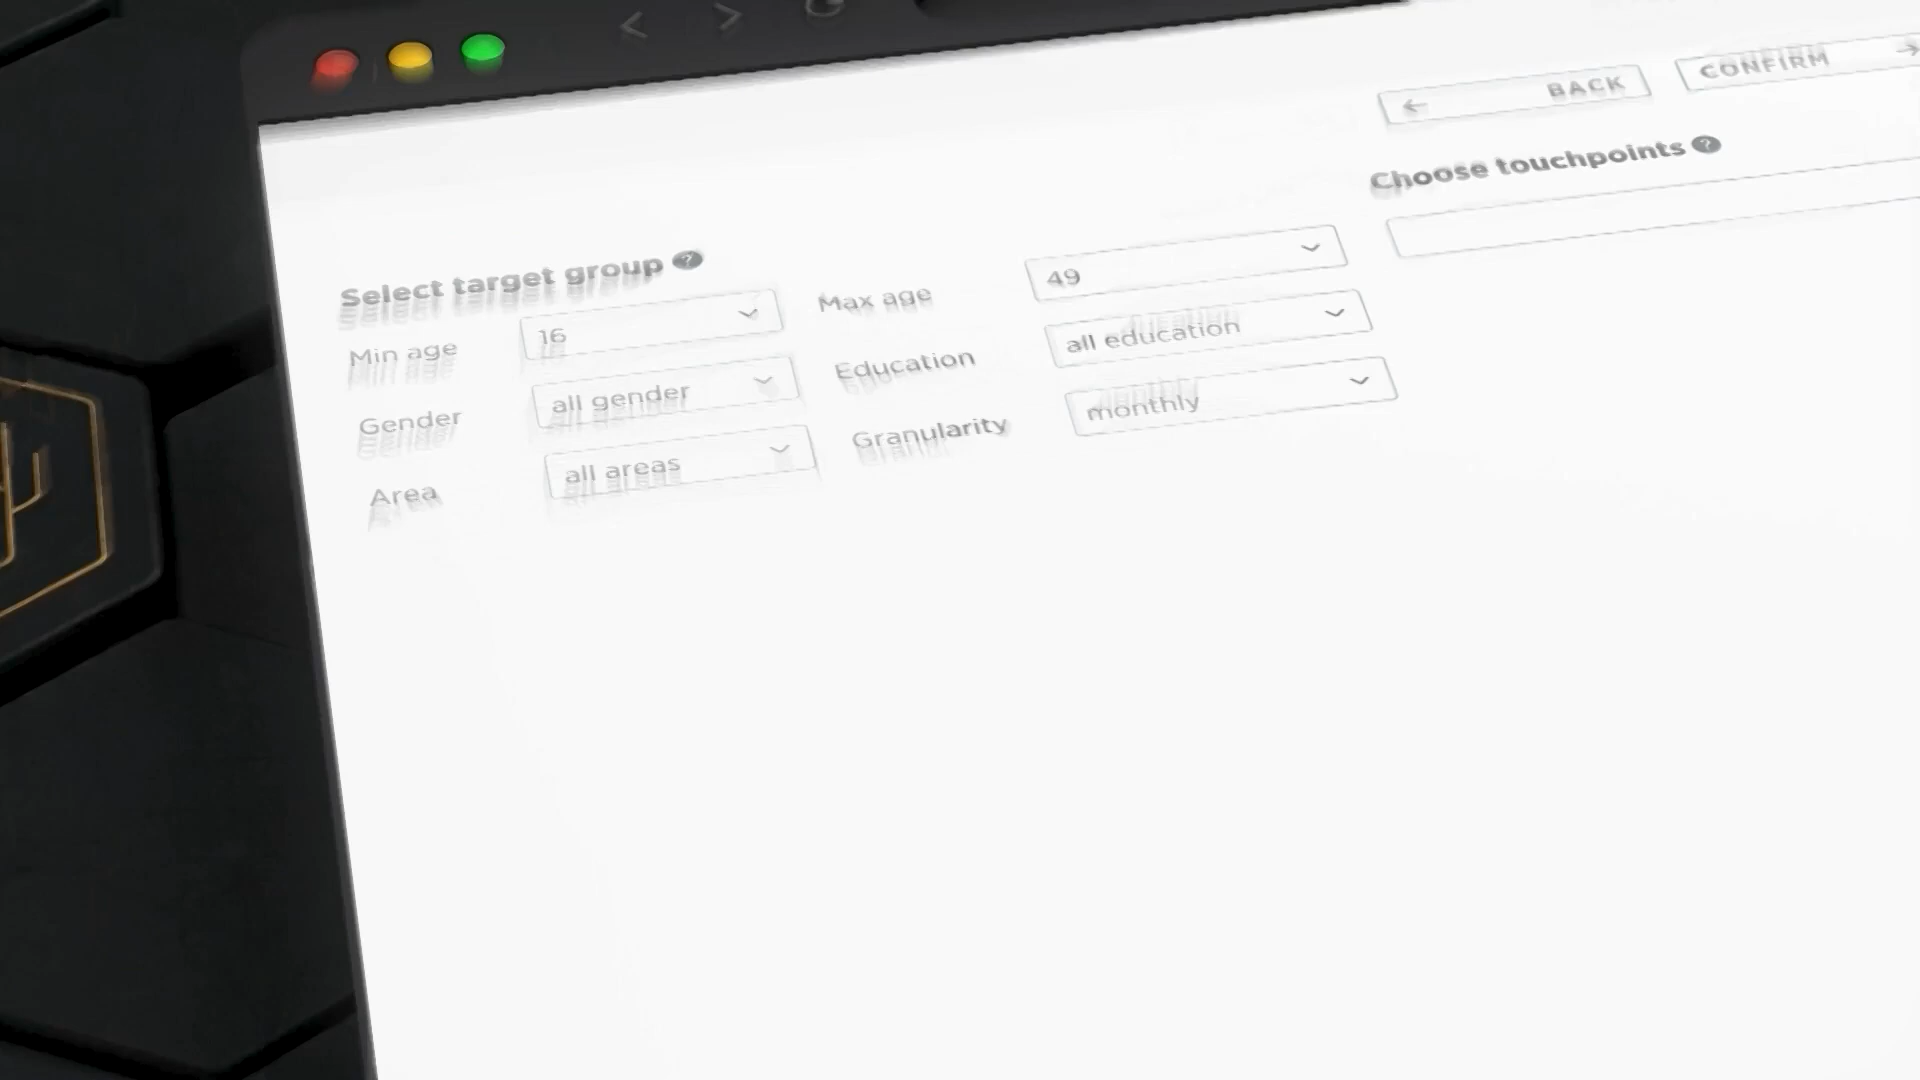 BACK
CONFIRM
Choose touchpoints
Select target group
Min age 16
Max age 49
Gender all gender
Education all education
Area all areas
Granularity monthly